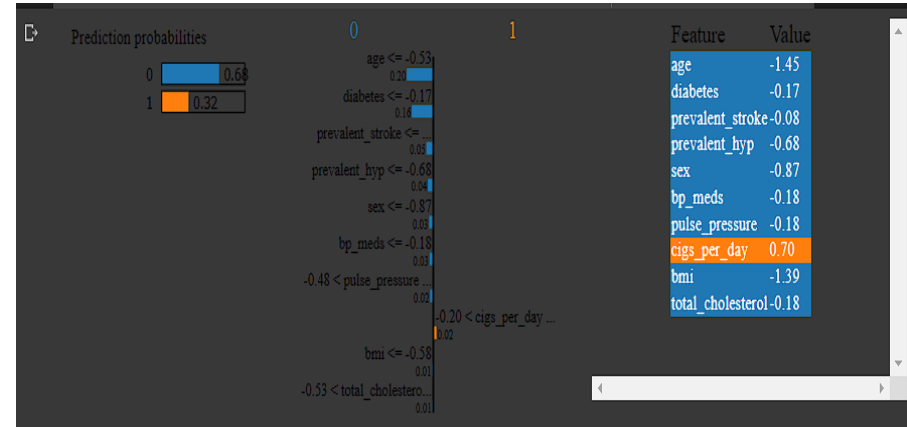 Prediction probabilities
0 0.68
1 0.32
0 1
age <= -0.53
0.20
diabetes <= -0.17
0.16
prevalent_stroke <= ...
0.05
prevalent_hyp <= -0.68
0.04
sex <= -0.87
0.03
bp_meds <= -0.18
0.03
-0.48 < pulse_pressure ...
0.02
-0.20 < cigs_per_day ...
0.02
bmi <= -0.58
0.01
-0.53 < total_cholestero...
0.01
Feature Value
age -1.45
diabetes -0.17
prevalent_stroke -0.08
prevalent_hyp -0.68
sex -0.87
bp_meds -0.18
pulse_pressure -0.18
cigs_per_day 0.70
bmi -1.39
total_cholesterol -0.18